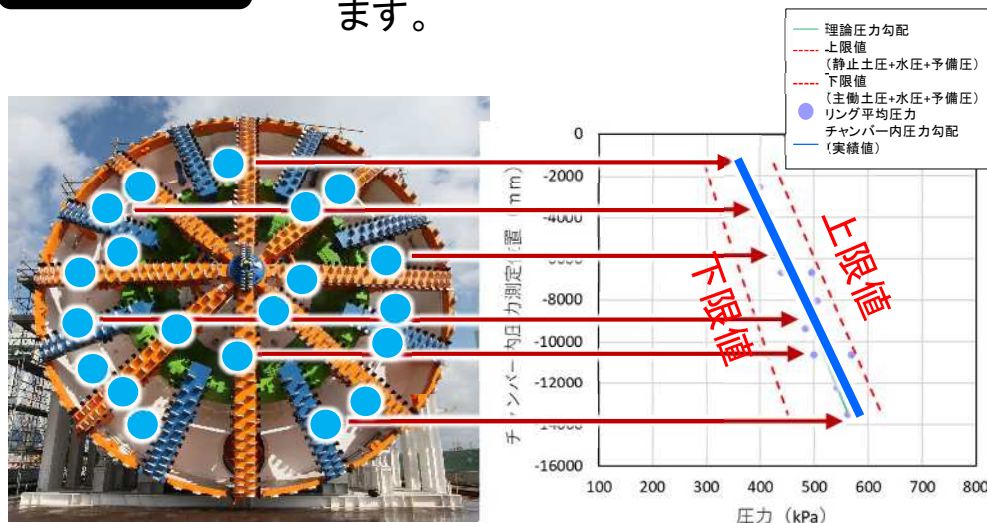 ます。
理論圧力勾配
上限値
(静止土圧+水圧+予備圧)
下限値
(主働土圧+水圧+予備圧)
リング平均圧力
チャンバー内圧力勾配
(実績値)
0
-2000
-4000
-8000
-10000
-12000
-14000
-16000
100 200 300 400 500 600 700 800
圧力 (kPa)
下限値
上限値